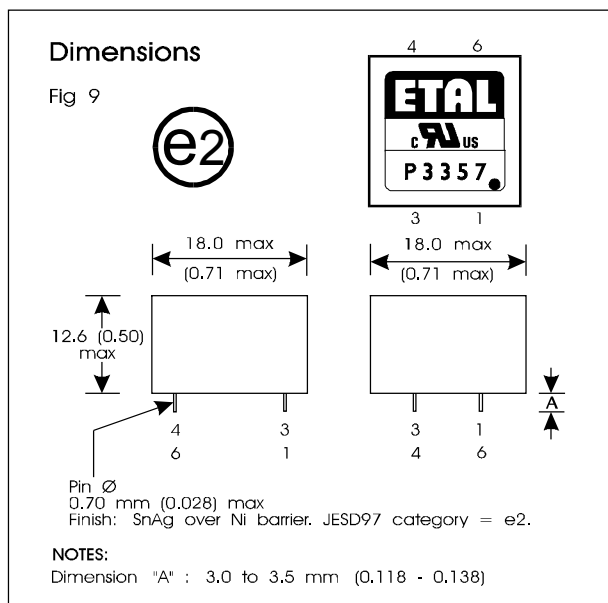 Dimensions
Fig 9
e2
4 6
ETAL
c RU US
P3357
3 1
18.0 max
(0.71 max)
18.0 max
(0.71 max)
12.6 (0.50)
max
A
4 3
6 1
3 1
4 6
Pin Ø
0.70 mm (0.028) max
Finish: SnAg over Ni barrier. JESD97 category = e2.
NOTES:
Dimension "A" : 3.0 to 3.5 mm (0.118 - 0.138)